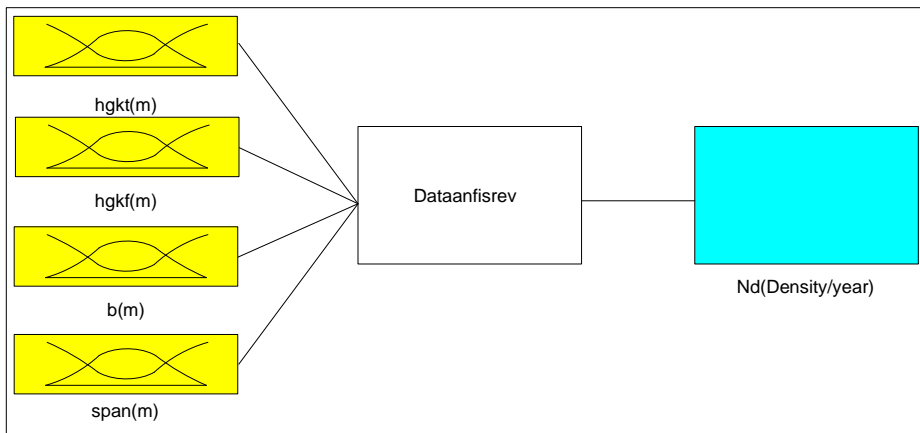 hgkt(m)
hgkf(m)
b(m)
span(m)
Dataanfisrev
Nd(Density/year)